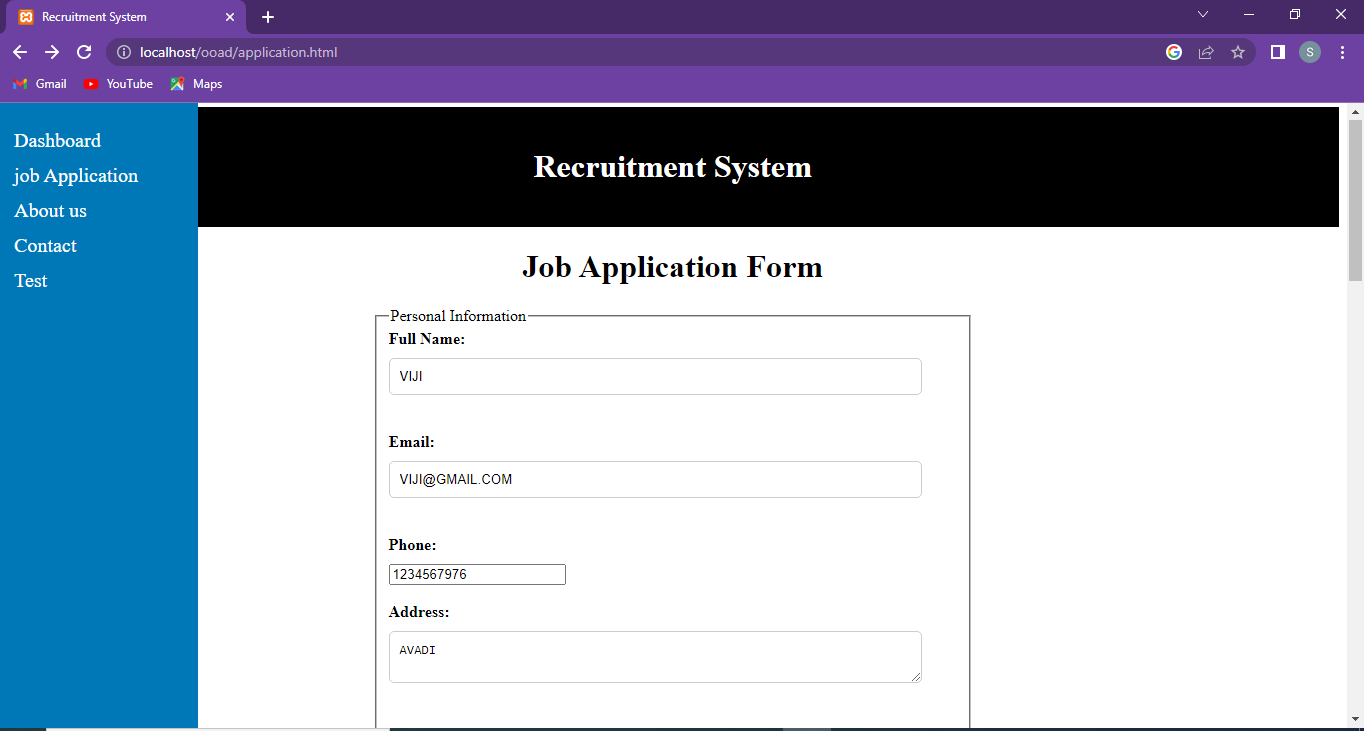 Recruitment System
localhost/ooad/application.html
S
Gmail YouTube Maps
Dashboard
job Application
About us
Contact
Test
Recruitment System
Job Application Form
Personal Information
Full Name:
VIJI
Email:
VIJI@GMAIL.COM
Phone:
1234567976
Address:
AVADI